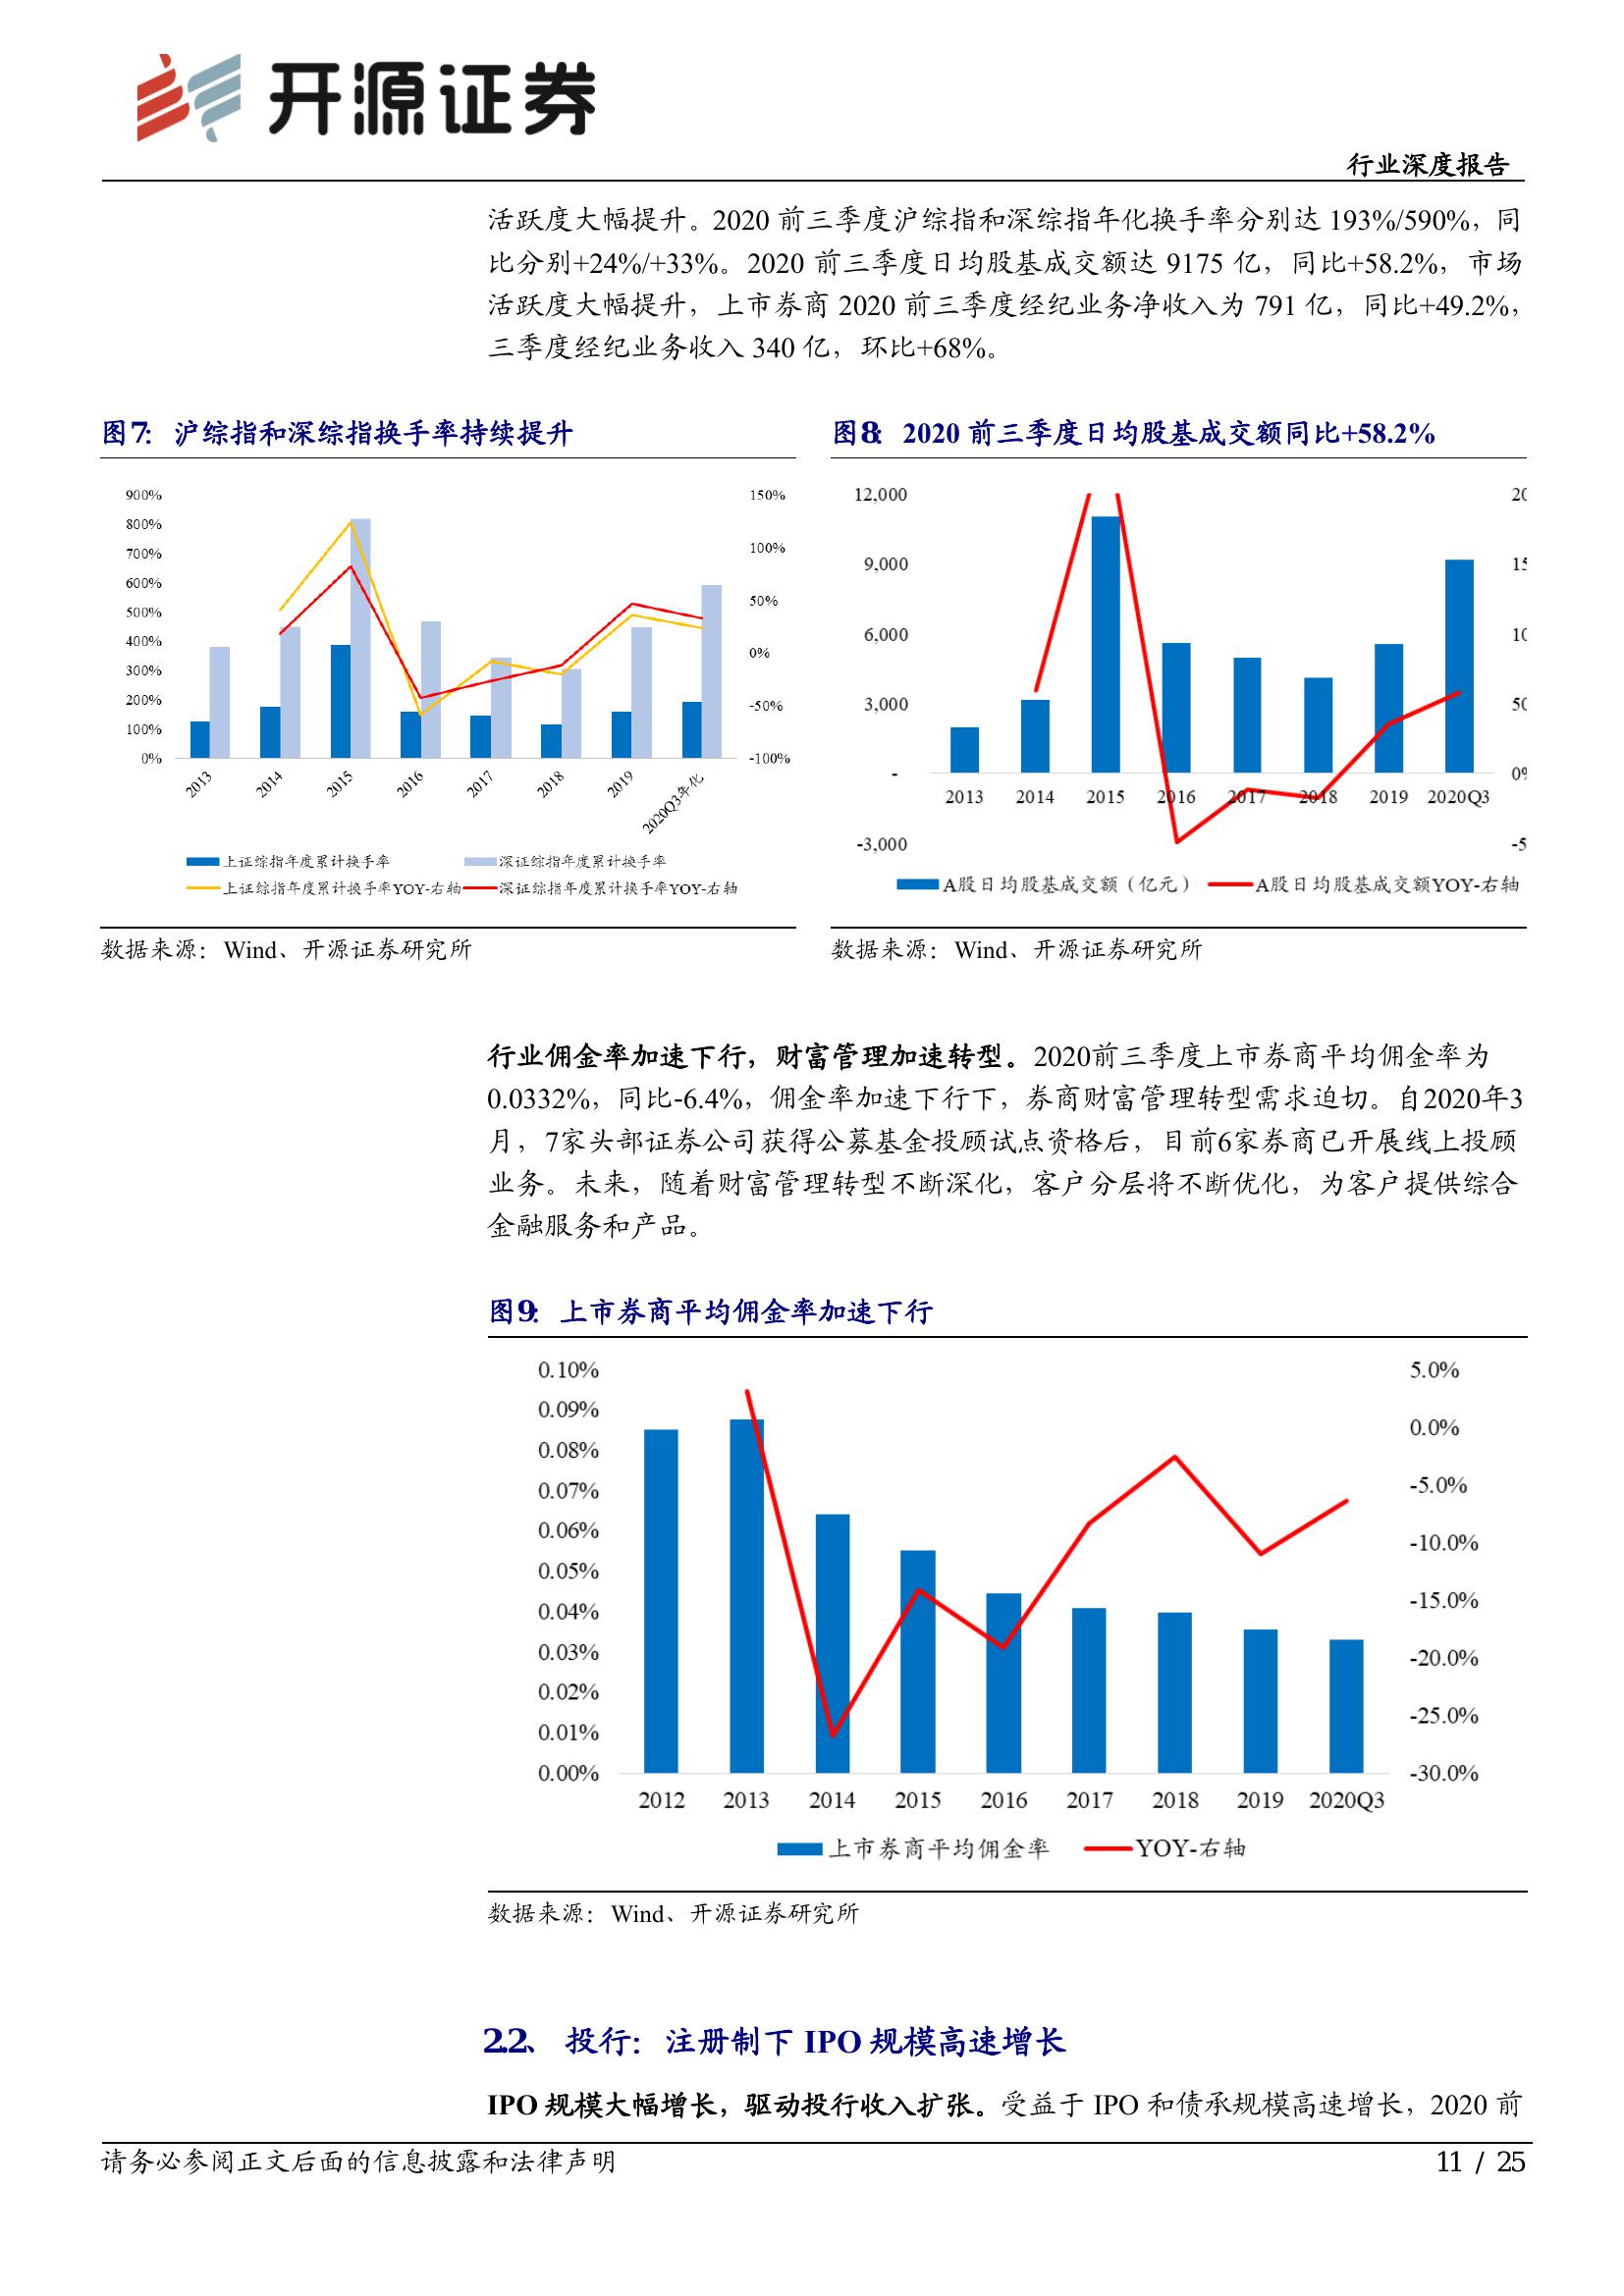 开源证券
行业深度报告
活跃度大幅提升。2020 前三季度沪综指和深综指年化换手率分别达 193%/590%，同
比分别+24%/+33%。2020 前三季度日均股基成交额达 9175 亿，同比+58.2%，市场
活跃度大幅提升，上市券商 2020 前三季度经纪业务净收入为 791 亿，同比+49.2%，
三季度经纪业务收入 340 亿，环比+68%。
图7： 沪综指和深综指换手率持续提升
900%
800%
700%
600%
500%
400%
300%
200%
100%
0%
150%
100%
50%
0%
-50%
-100%
2013 2014 2015 2016 2017 2018 2019 2020Q3年化
上证综指年度累计换手率 深证综指年度累计换手率
上证综指年度累计换手率YOY-右轴 深证综指年度累计换手率YOY-右轴
数据来源：Wind、开源证券研究所
图8： 2020 前三季度日均股基成交额同比+58.2%
12,000
9,000
6,000
3,000
-
-3,000
20
15
10
50
0%
-5
2013 2014 2015 2016 2017 2018 2019 2020Q3
A股日均股基成交额（亿元） A股日均股基成交额YOY-右轴
数据来源：Wind、开源证券研究所
行业佣金率加速下行，财富管理加速转型。2020前三季度上市券商平均佣金率为
0.0332%，同比-6.4%，佣金率加速下行下，券商财富管理转型需求迫切。自2020年3
月，7家头部证券公司获得公募基金投顾试点资格后，目前6家券商已开展线上投顾
业务。未来，随着财富管理转型不断深化，客户分层将不断优化，为客户提供综合
金融服务和产品。
图9： 上市券商平均佣金率加速下行
0.10%
0.09%
0.08%
0.07%
0.06%
0.05%
0.04%
0.03%
0.02%
0.01%
0.00%
5.0%
0.0%
-5.0%
-10.0%
-15.0%
-20.0%
-25.0%
-30.0%
2012 2013 2014 2015 2016 2017 2018 2019 2020Q3
上市券商平均佣金率 YOY-右轴
数据来源：Wind、开源证券研究所
2.2、 投行：注册制下 IPO 规模高速增长
IPO 规模大幅增长，驱动投行收入扩张。受益于 IPO 和债承规模高速增长，2020 前
请务必参阅正文后面的信息披露和法律声明
11 / 25